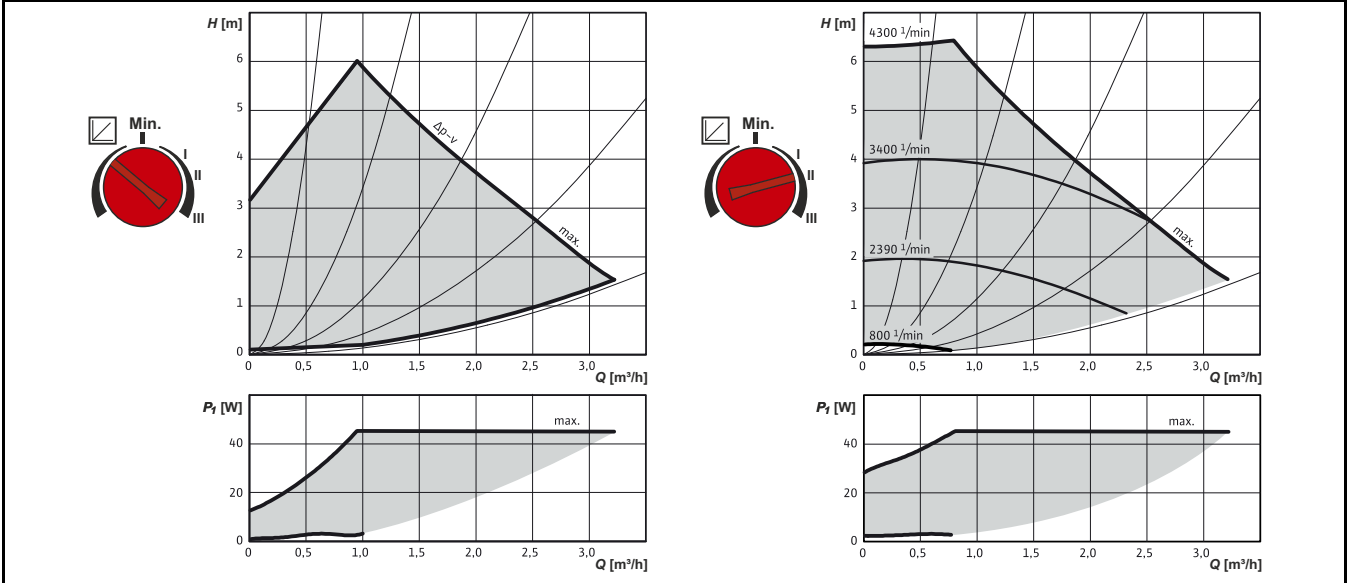 H [m]
6
5
4
3
2
1
0
Δp-v
max.
0
0,5
1,0
1,5
2,0
2,5
3,0
Q [m³/h]
Min.
I
II
III
P1 [W]
40
20
0
max.
0
0,5
1,0
1,5
2,0
2,5
3,0
Q [m³/h]
H [m]
6
5
4
3
2
1
0
4300 1/min
3400 1/min
2390 1/min
800 1/min
max.
0
0,5
1,0
1,5
2,0
2,5
3,0
Q [m³/h]
Min.
I
II
III
P1 [W]
40
20
0
max.
0
0,5
1,0
1,5
2,0
2,5
3,0
Q [m³/h]